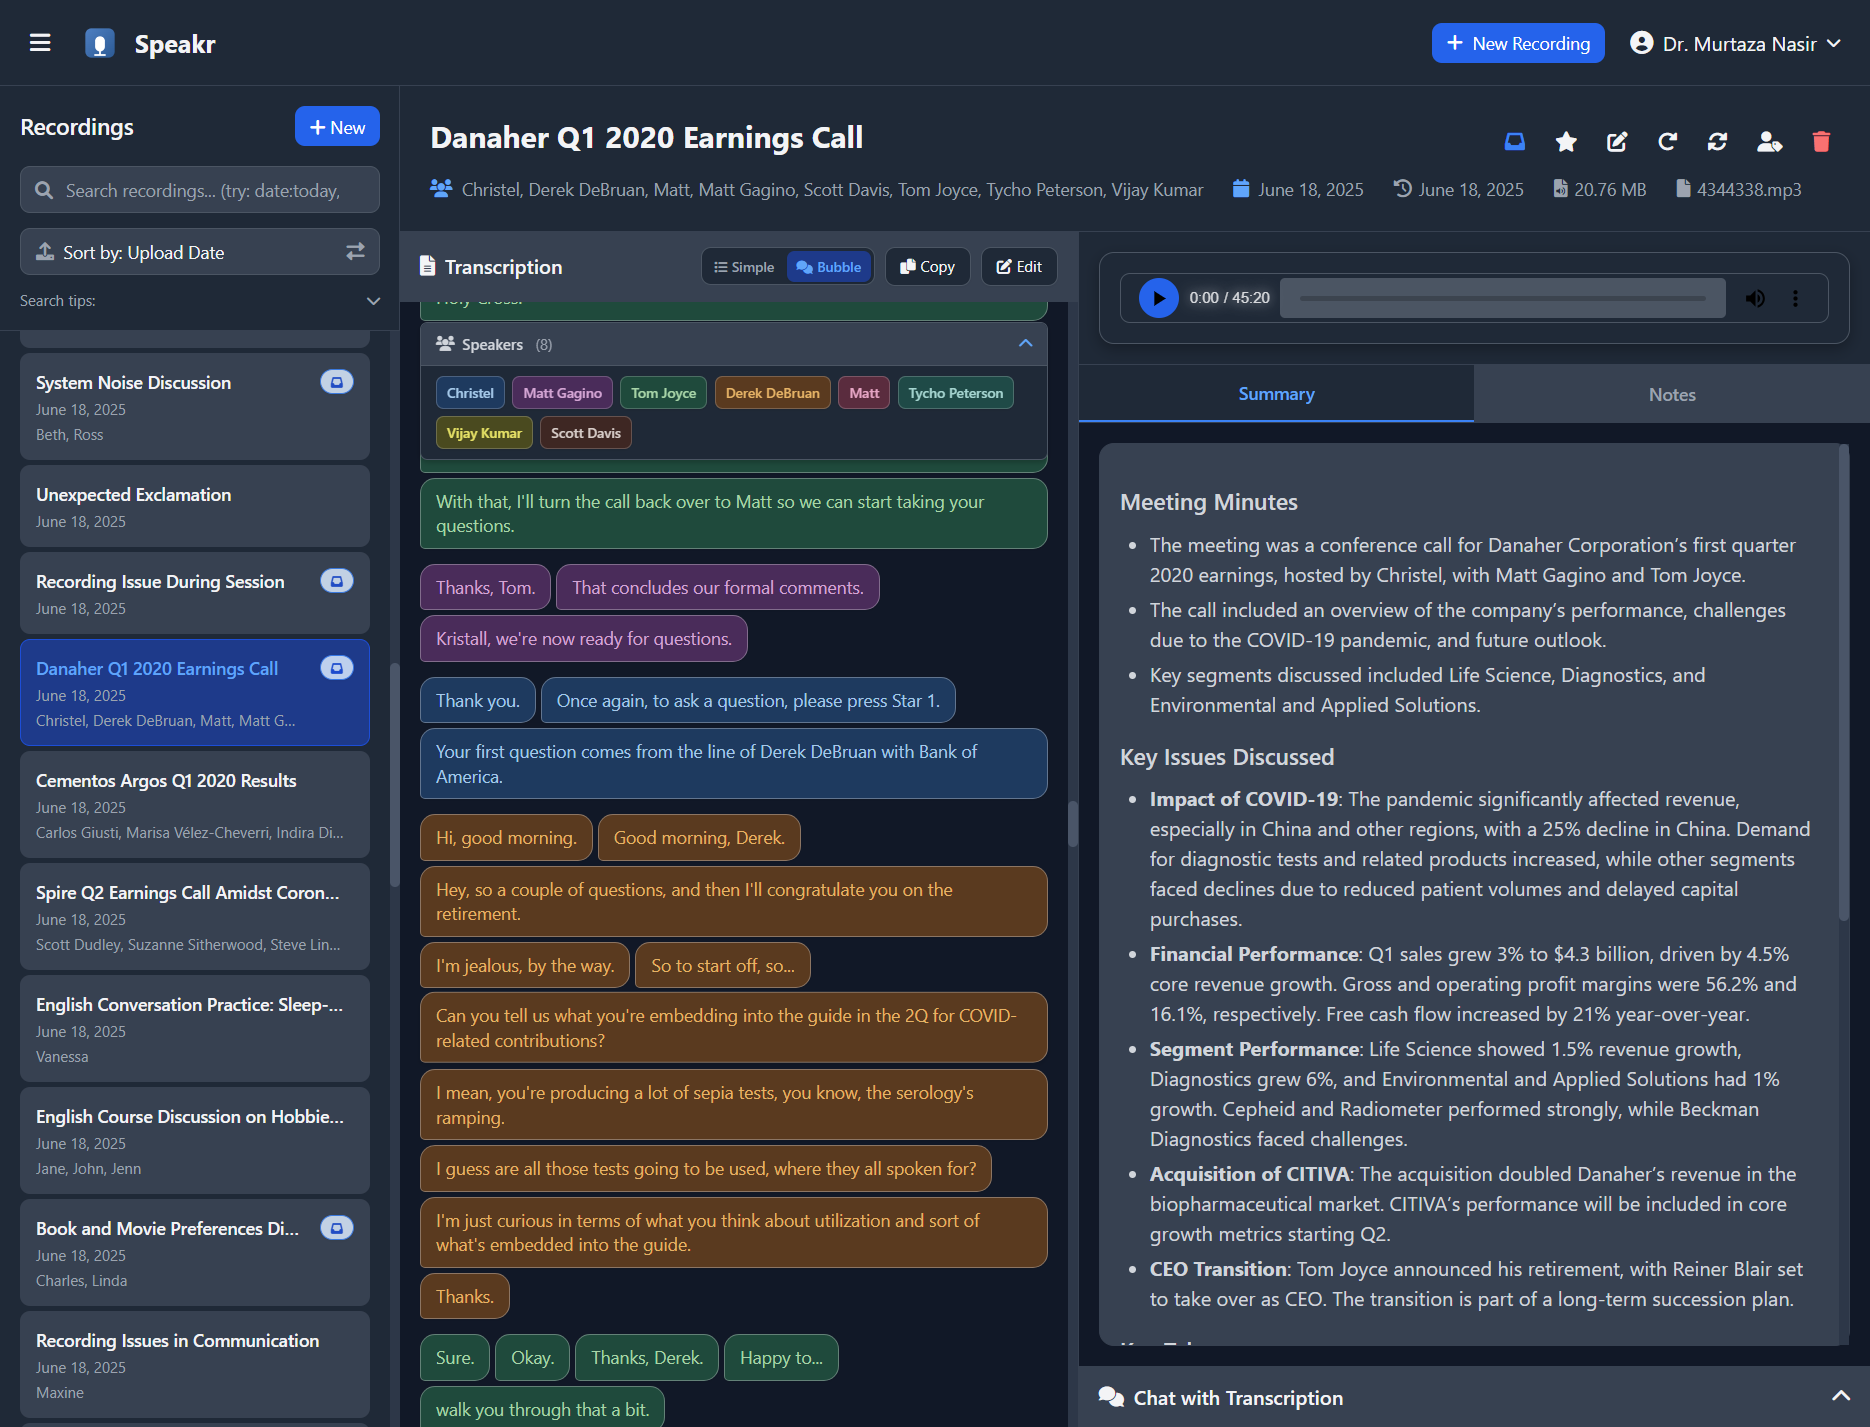 Speakr
New Recording
Dr. Murtaza Nasir
Recordings
New
Search recordings... (try: date:today,
Sort by: Upload Date
Search tips:
System Noise Discussion
June 18, 2025
Beth, Ross
Unexpected Exclamation
June 18, 2025
Recording Issue During Session
June 18, 2025
Danaher Q1 2020 Earnings Call
June 18, 2025
Christel, Derek DeBruan, Matt, Matt G...
Cementos Argos Q1 2020 Results
June 18, 2025
Carlos Giusti, Marisa Vélez-Cheverri, Indira Di...
Spire Q2 Earnings Call Amidst Coron...
June 18, 2025
Scott Dudley, Suzanne Sitherwood, Steve Lin...
English Conversation Practice: Sleep-...
June 18, 2025
Vanessa
English Course Discussion on Hobbie...
June 18, 2025
Jane, John, Jenn
Book and Movie Preferences Di...
June 18, 2025
Charles, Linda
Recording Issues in Communication
June 18, 2025
Maxine
Danaher Q1 2020 Earnings Call
Christel, Derek DeBruan, Matt, Matt Gagino, Scott Davis, Tom Joyce, Tycho Peterson, Vijay Kumar
June 18, 2025
June 18, 2025
20.76 MB
4344338.mp3
Transcription
Simple
Bubble
Copy
Edit
Holy Cross.
Speakers (8)
Christel
Matt Gagino
Tom Joyce
Derek DeBruan
Matt
Tycho Peterson
Vijay Kumar
Scott Davis
With that, I'll turn the call back over to Matt so we can start taking your
questions.
Thanks, Tom.
That concludes our formal comments.
Kristall, we're now ready for questions.
Thank you.
Once again, to ask a question, please press Star 1.
Your first question comes from the line of Derek DeBruan with Bank of
America.
Hi, good morning.
Good morning, Derek.
Hey, so a couple of questions, and then I'll congratulate you on the
retirement.
I'm jealous, by the way.
So to start off, so...
Can you tell us what you're embedding into the guide in the 2Q for COVID-
related contributions?
I mean, you're producing a lot of sepia tests, you know, the serology's
ramping.
I guess are all those tests going to be used, where they all spoken for?
I'm just curious in terms of what you think about utilization and sort of
what's embedded into the guide.
Thanks.
Sure.
Okay.
Thanks, Derek.
Happy to...
walk you through that a bit.
0:00 / 45:20
Summary
Notes
Meeting Minutes
• The meeting was a conference call for Danaher Corporation’s first quarter
2020 earnings, hosted by Christel, with Matt Gagino and Tom Joyce.
• The call included an overview of the company’s performance, challenges
due to the COVID-19 pandemic, and future outlook.
• Key segments discussed included Life Science, Diagnostics, and
Environmental and Applied Solutions.
Key Issues Discussed
• Impact of COVID-19: The pandemic significantly affected revenue,
especially in China and other regions, with a 25% decline in China. Demand
for diagnostic tests and related products increased, while other segments
faced declines due to reduced patient volumes and delayed capital
purchases.
• Financial Performance: Q1 sales grew 3% to $4.3 billion, driven by 4.5%
core revenue growth. Gross and operating profit margins were 56.2% and
16.1%, respectively. Free cash flow increased by 21% year-over-year.
• Segment Performance: Life Science showed 1.5% revenue growth,
Diagnostics grew 6%, and Environmental and Applied Solutions had 1%
growth. Cepheid and Radiometer performed strongly, while Beckman
Diagnostics faced challenges.
• Acquisition of CITIVA: The acquisition doubled Danaher’s revenue in the
biopharmaceutical market. CITIVA’s performance will be included in core
growth metrics starting Q2.
• CEO Transition: Tom Joyce announced his retirement, with Reiner Blair set
to take over as CEO. The transition is part of a long-term succession plan.
Chat with Transcription